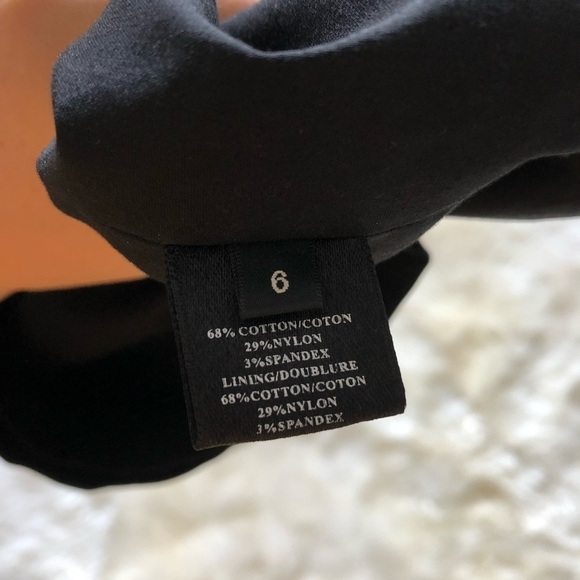 6
68% COTTON/COTON
29%NYLON
3%SPANDEX
LINING/DOUBLURE
68%COTTON/COTON
29%NYLON
3%SPANDEX